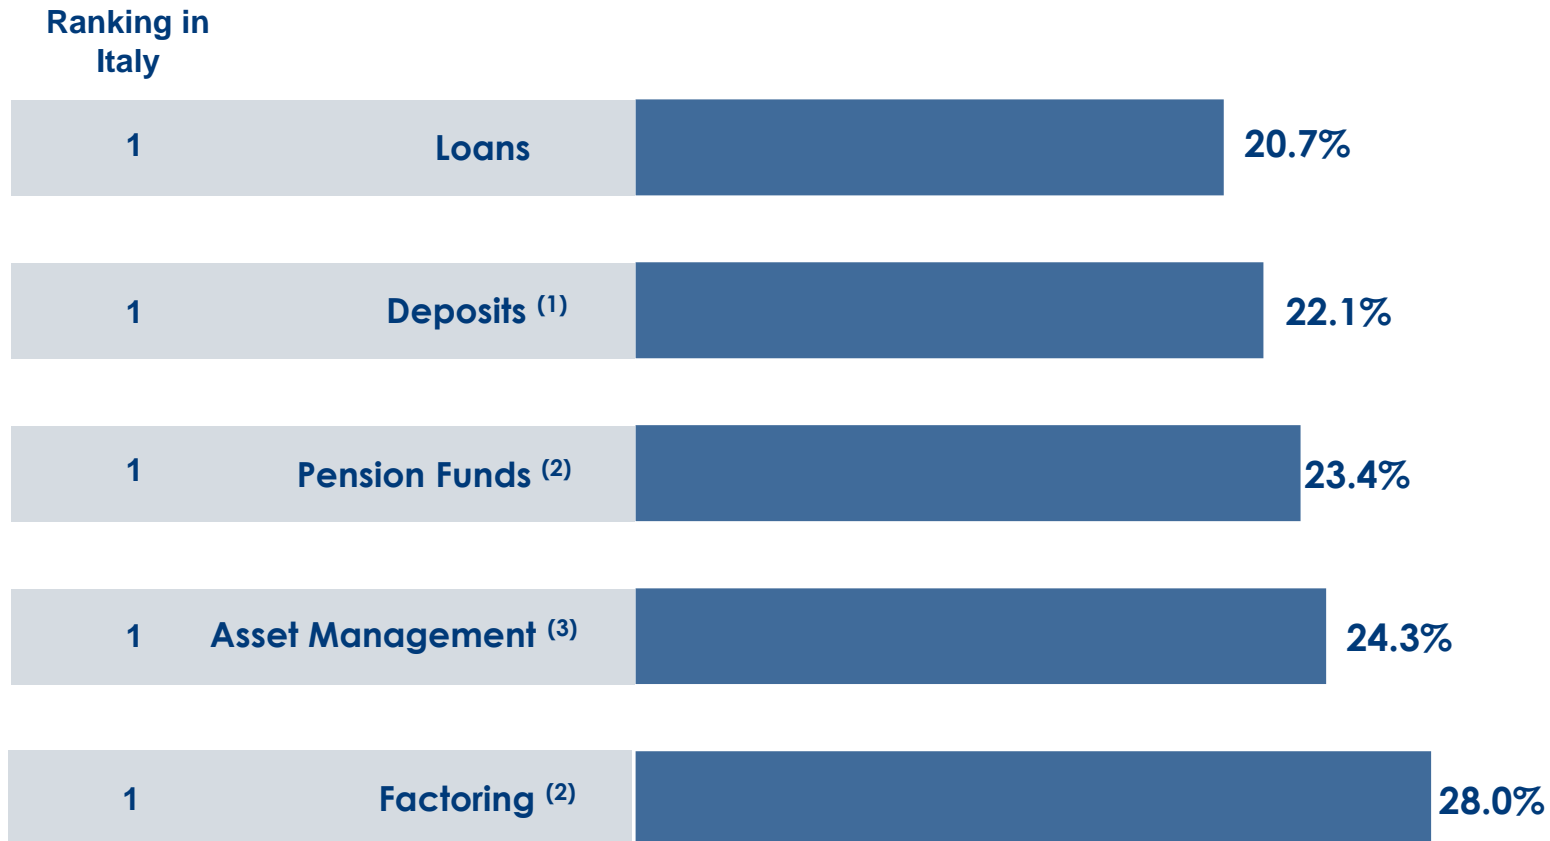 Ranking in
Italy
1 Loans 20.7%
1 Deposits (1) 22.1%
1 Pension Funds (2) 23.4%
1 Asset Management (3) 24.3%
1 Factoring (2) 28.0%